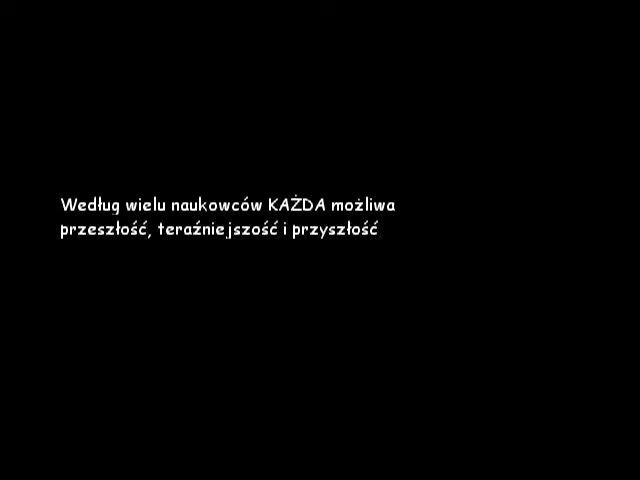 Według wielu naukowców KAŻDA możliwa
przeszłość, teraźniejszość i przyszłość